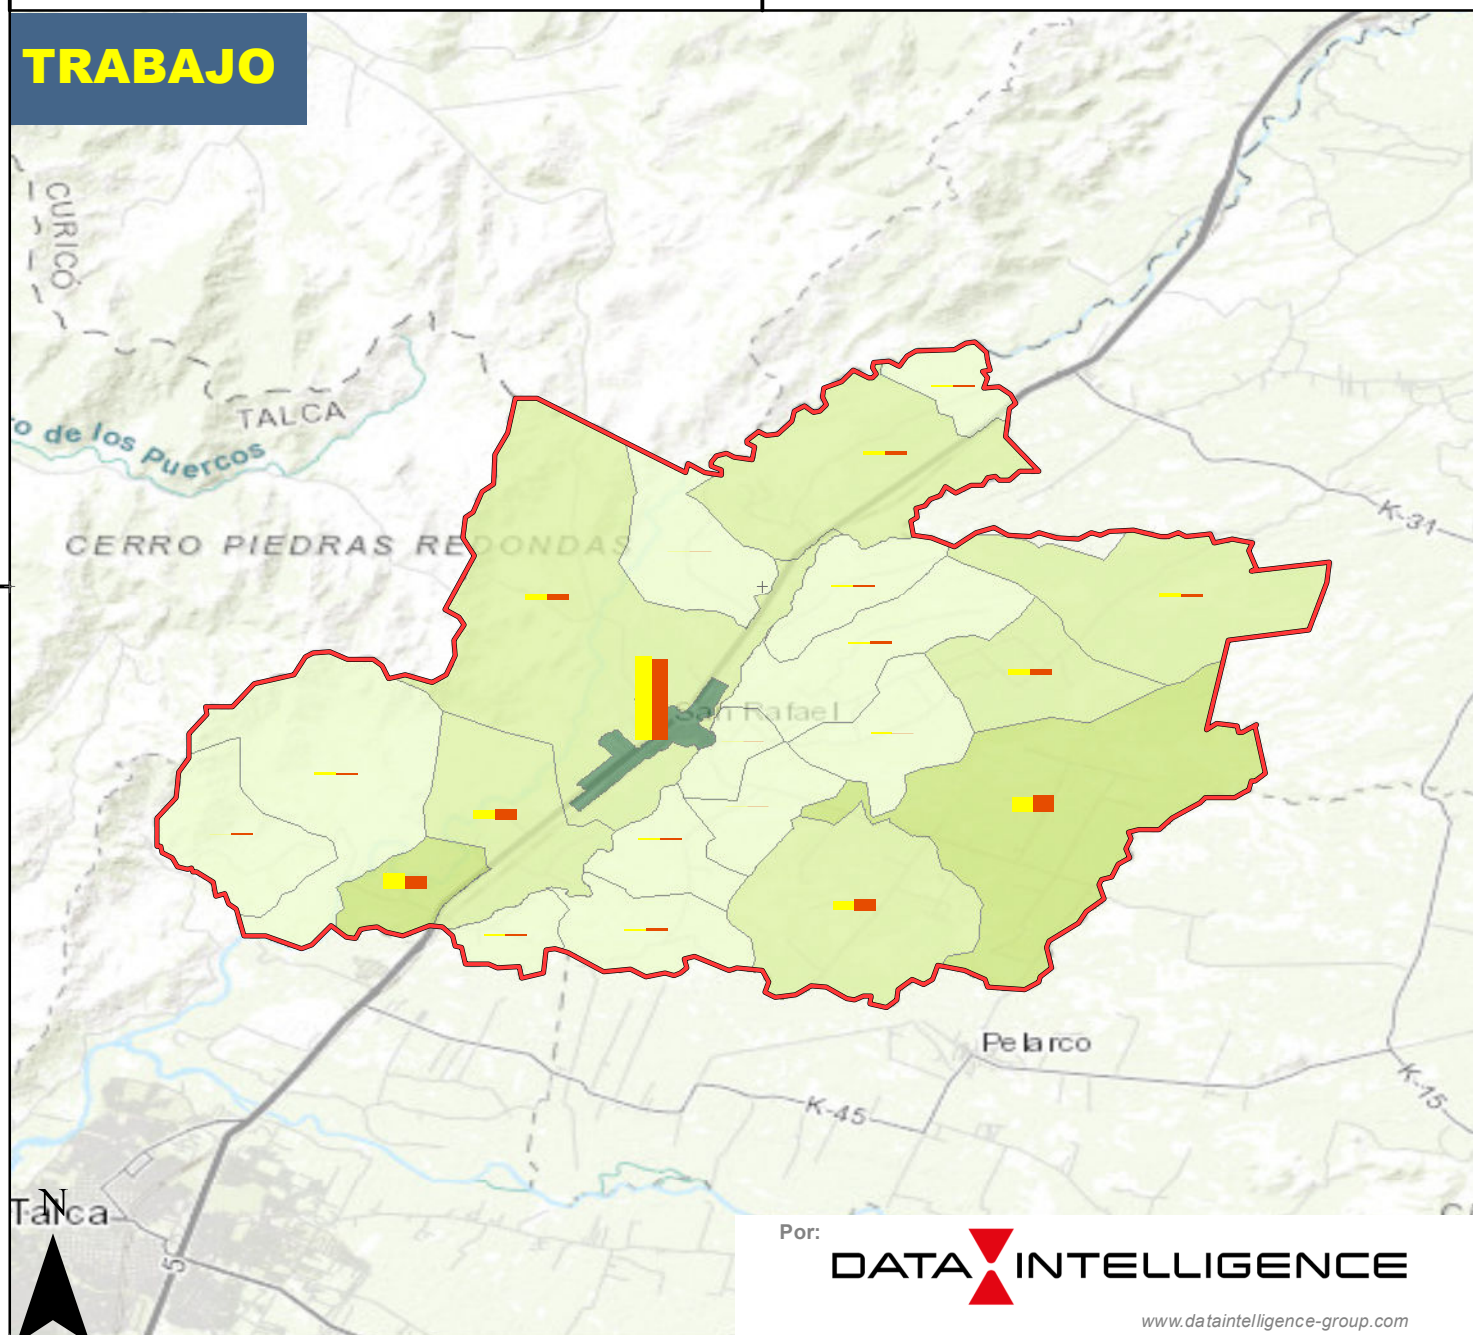 TRABAJO
CURICÓ
TALCA
o de los Puercos
CERRO PIEDRAS REDONDAS
K-31
San Rafael
Pelarco
K-45
K-15
N
Talca
5
Por:
DATA INTELLIGENCE
www.dataintelligence-group.com